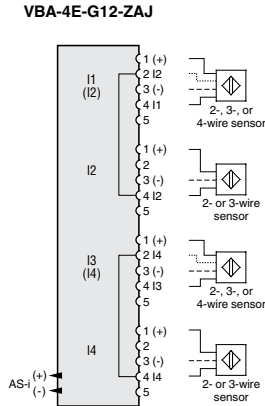 VBA-4E-G12-ZAJ
I1
(I2)
1 (+)
2 I2
3 (-)
4 I1
5
2-, 3-, or
4-wire sensor
I2
1 (+)
2
3 (-)
4 I2
5
2- or 3-wire
sensor
I3
(I4)
1 (+)
2 I4
3 (-)
4 I3
5
2-, 3-, or
4-wire sensor
I4
1 (+)
2
3 (-)
4 I4
5
2- or 3-wire
sensor
AS-i (+)
(-)